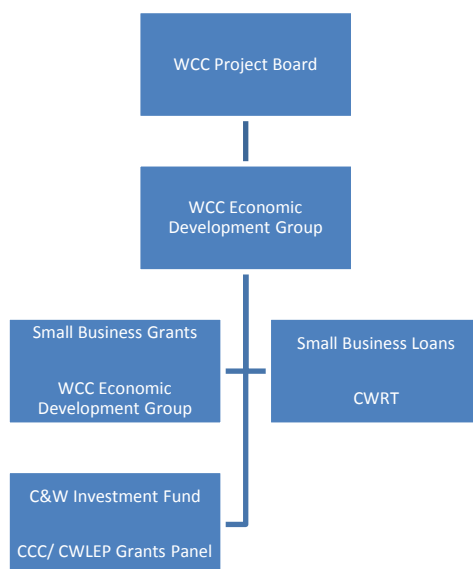 WCC Project Board
WCC Economic
Development Group
Small Business Grants
WCC Economic
Development Group
Small Business Loans
CWRT
C&W Investment Fund
CCC/ CWLEP Grants Panel